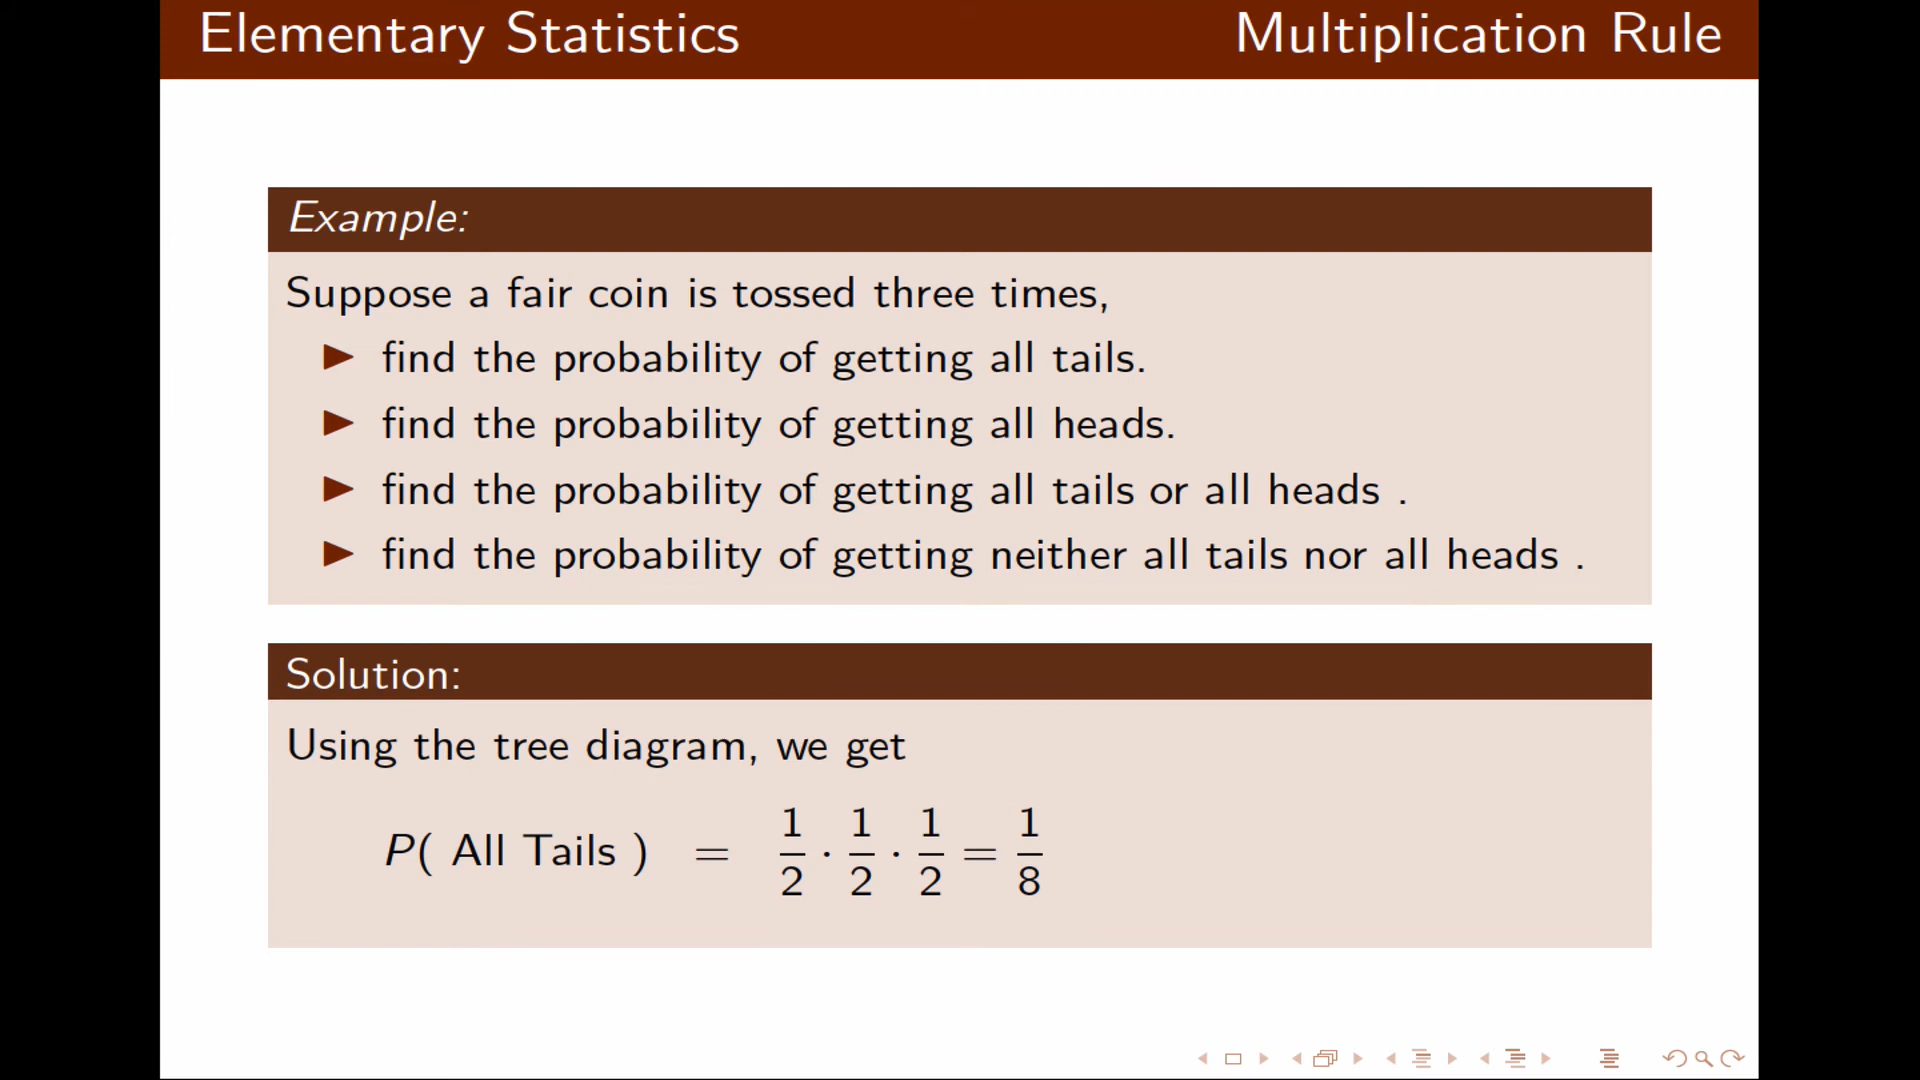 Elementary Statistics Multiplication Rule
Example:
Suppose a fair coin is tossed three times,
▶ find the probability of getting all tails.
▶ find the probability of getting all heads.
▶ find the probability of getting all tails or all heads .
▶ find the probability of getting neither all tails nor all heads .
Solution:
Using the tree diagram, we get
P( All Tails ) = 1/2 · 1/2 · 1/2 = 1/8